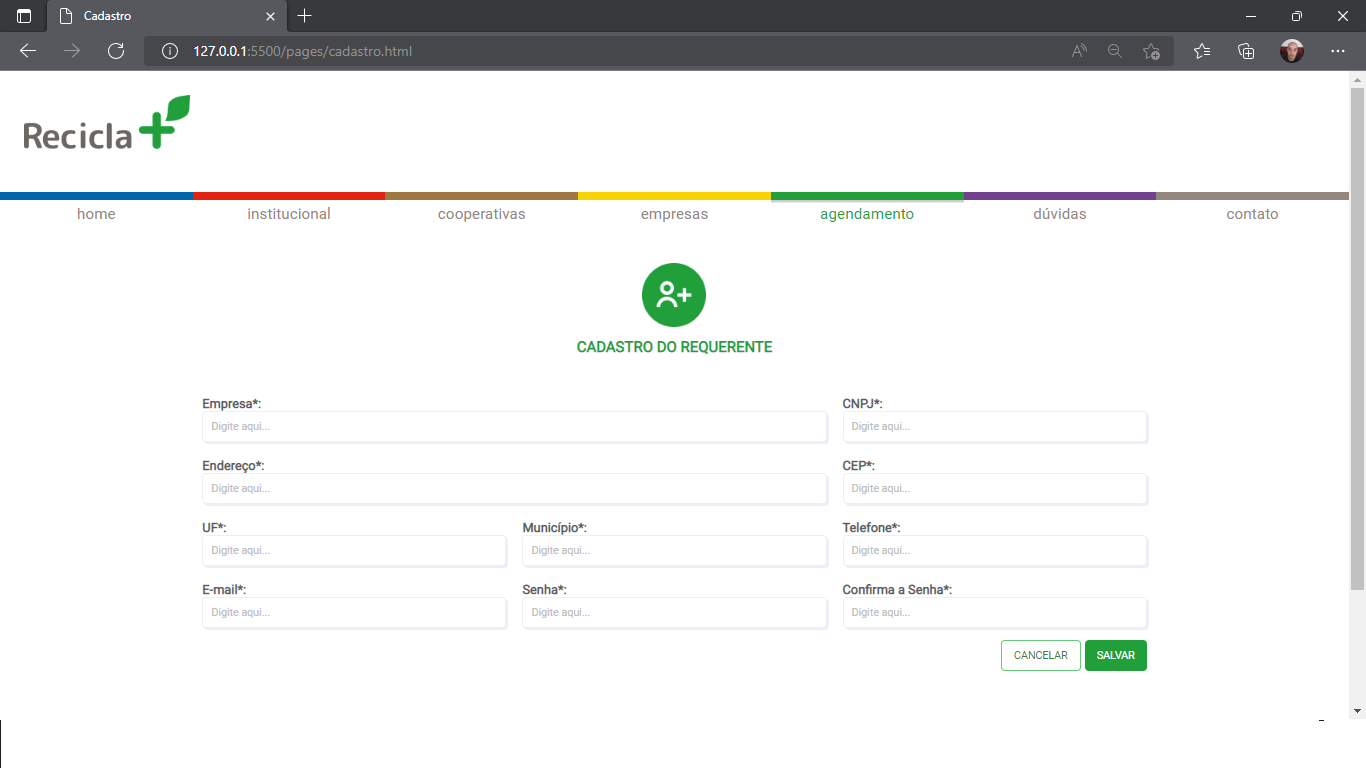 Cadastro
127.0.0.1:5500/pages/cadastro.html
Recicla
home institucional cooperativas empresas agendamento dúvidas contato
CADASTRO DO REQUERENTE
Empresa*: CNPJ*:
Digite aqui... Digite aqui...
Endereço*: CEP*:
Digite aqui... Digite aqui...
UF*: Município*: Telefone*:
Digite aqui... Digite aqui... Digite aqui...
E-mail*: Senha*: Confirma a Senha*:
Digite aqui... Digite aqui... Digite aqui...
CANCELAR SALVAR